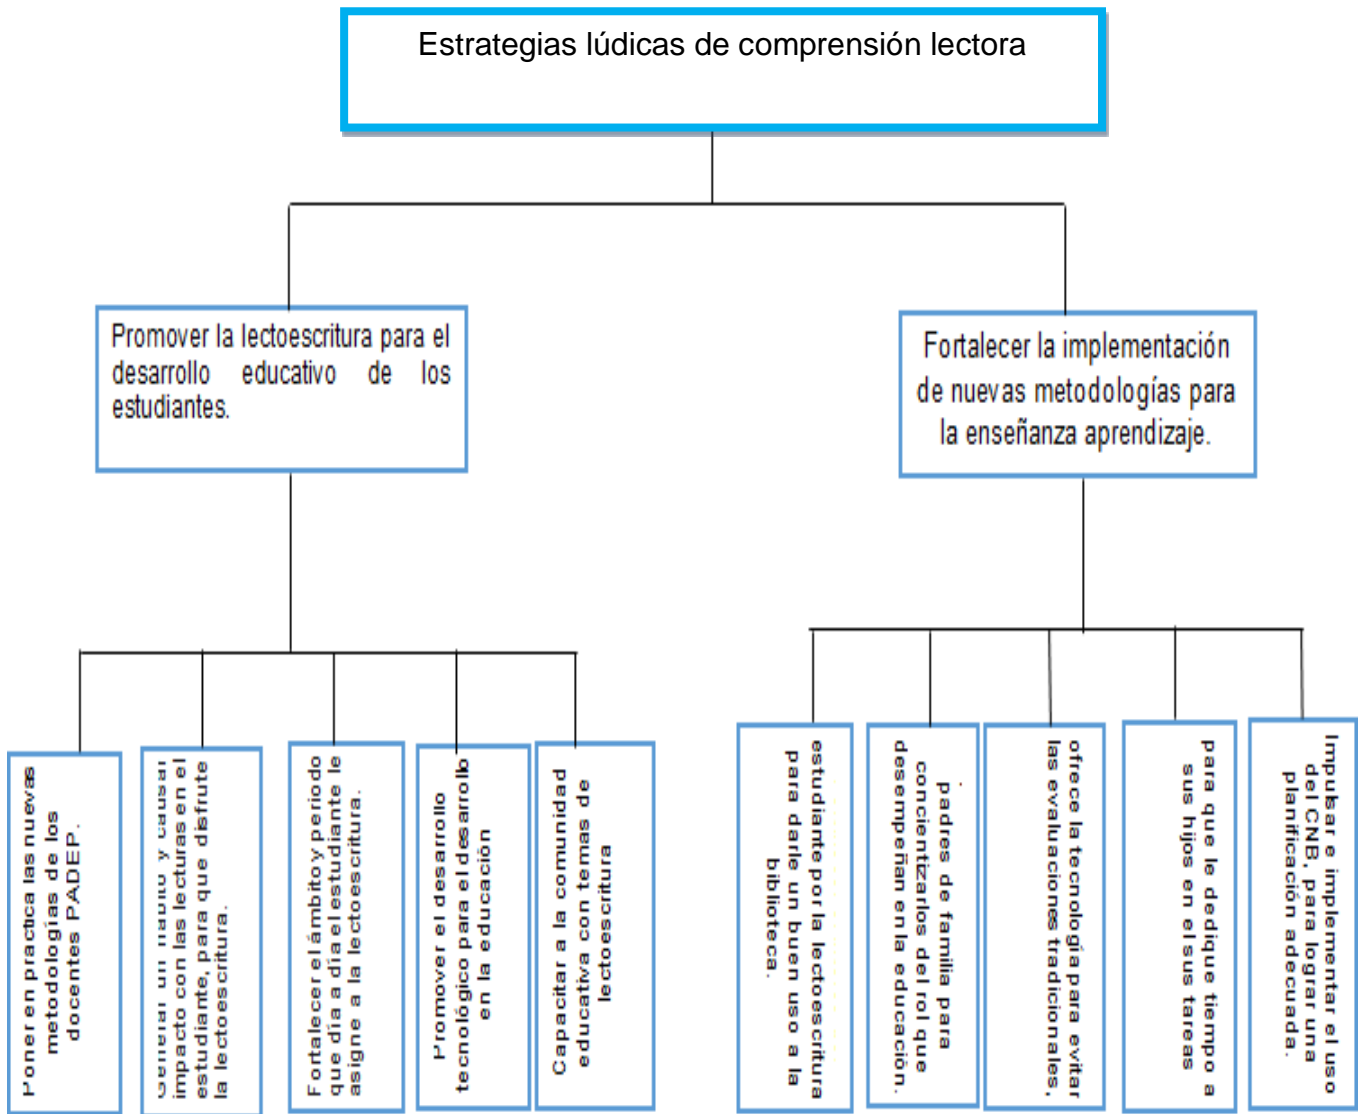 Estrategias lúdicas de comprensión lectora
Promover la lectoescritura para el
desarrollo educativo de los
estudiantes.
Fortalecer la implementación
de nuevas metodologías para
la enseñanza aprendizaje.
Poner en practica las nuevas
metodologías de los
docentes PADEP.
Generar un hábito y causar
impacto con las lecturas en el
estudiante, para que disfrute
la lectoescritura.
Fortalecer el ámbito y periodo
que día a día el estudiante le
asigne a la lectoescritura.
Promover el desarrollo
tecnológico para el desarrollo
en la educación
Capacitar a la comunidad
educativa con temas de
lectoescritura
estudiante por la lectoescritura
para darle un buen uso a la
biblioteca.
padres de familia para
concientizarlos del rol que
desempeñan en la educación.
ofrece la tecnología para evitar
las evaluaciones tradicionales,
para que le dedique tiempo a
sus hijos en el sus tareas
Impulsar e implementar el uso
del CNB, para lograr una
planificación adecuada.